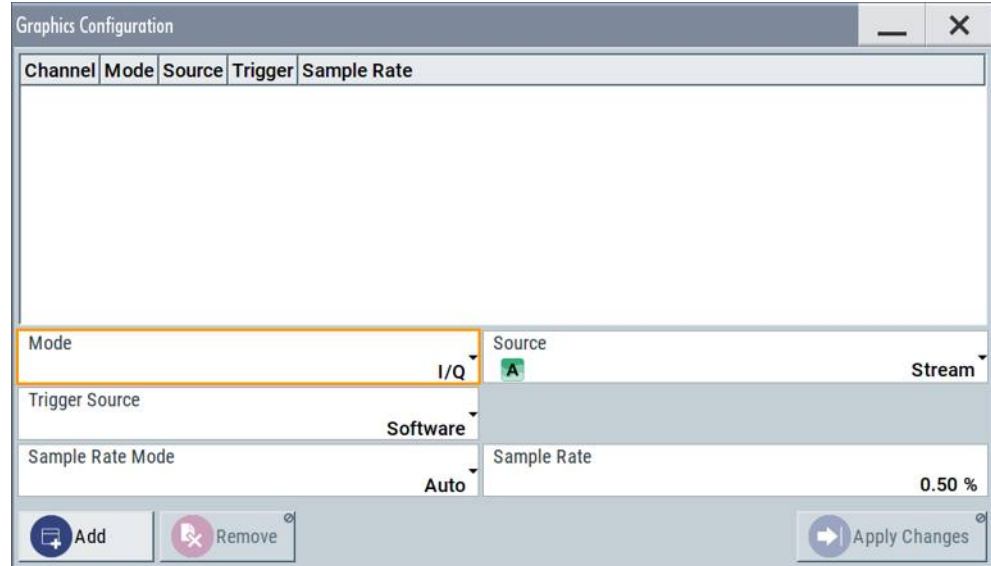 Graphics Configuration
Channel Mode Source Trigger Sample Rate
Mode
I/Q
Source
A Stream
Trigger Source
Software
Sample Rate Mode
Auto
Sample Rate
0.50 %
Add
Remove
Apply Changes